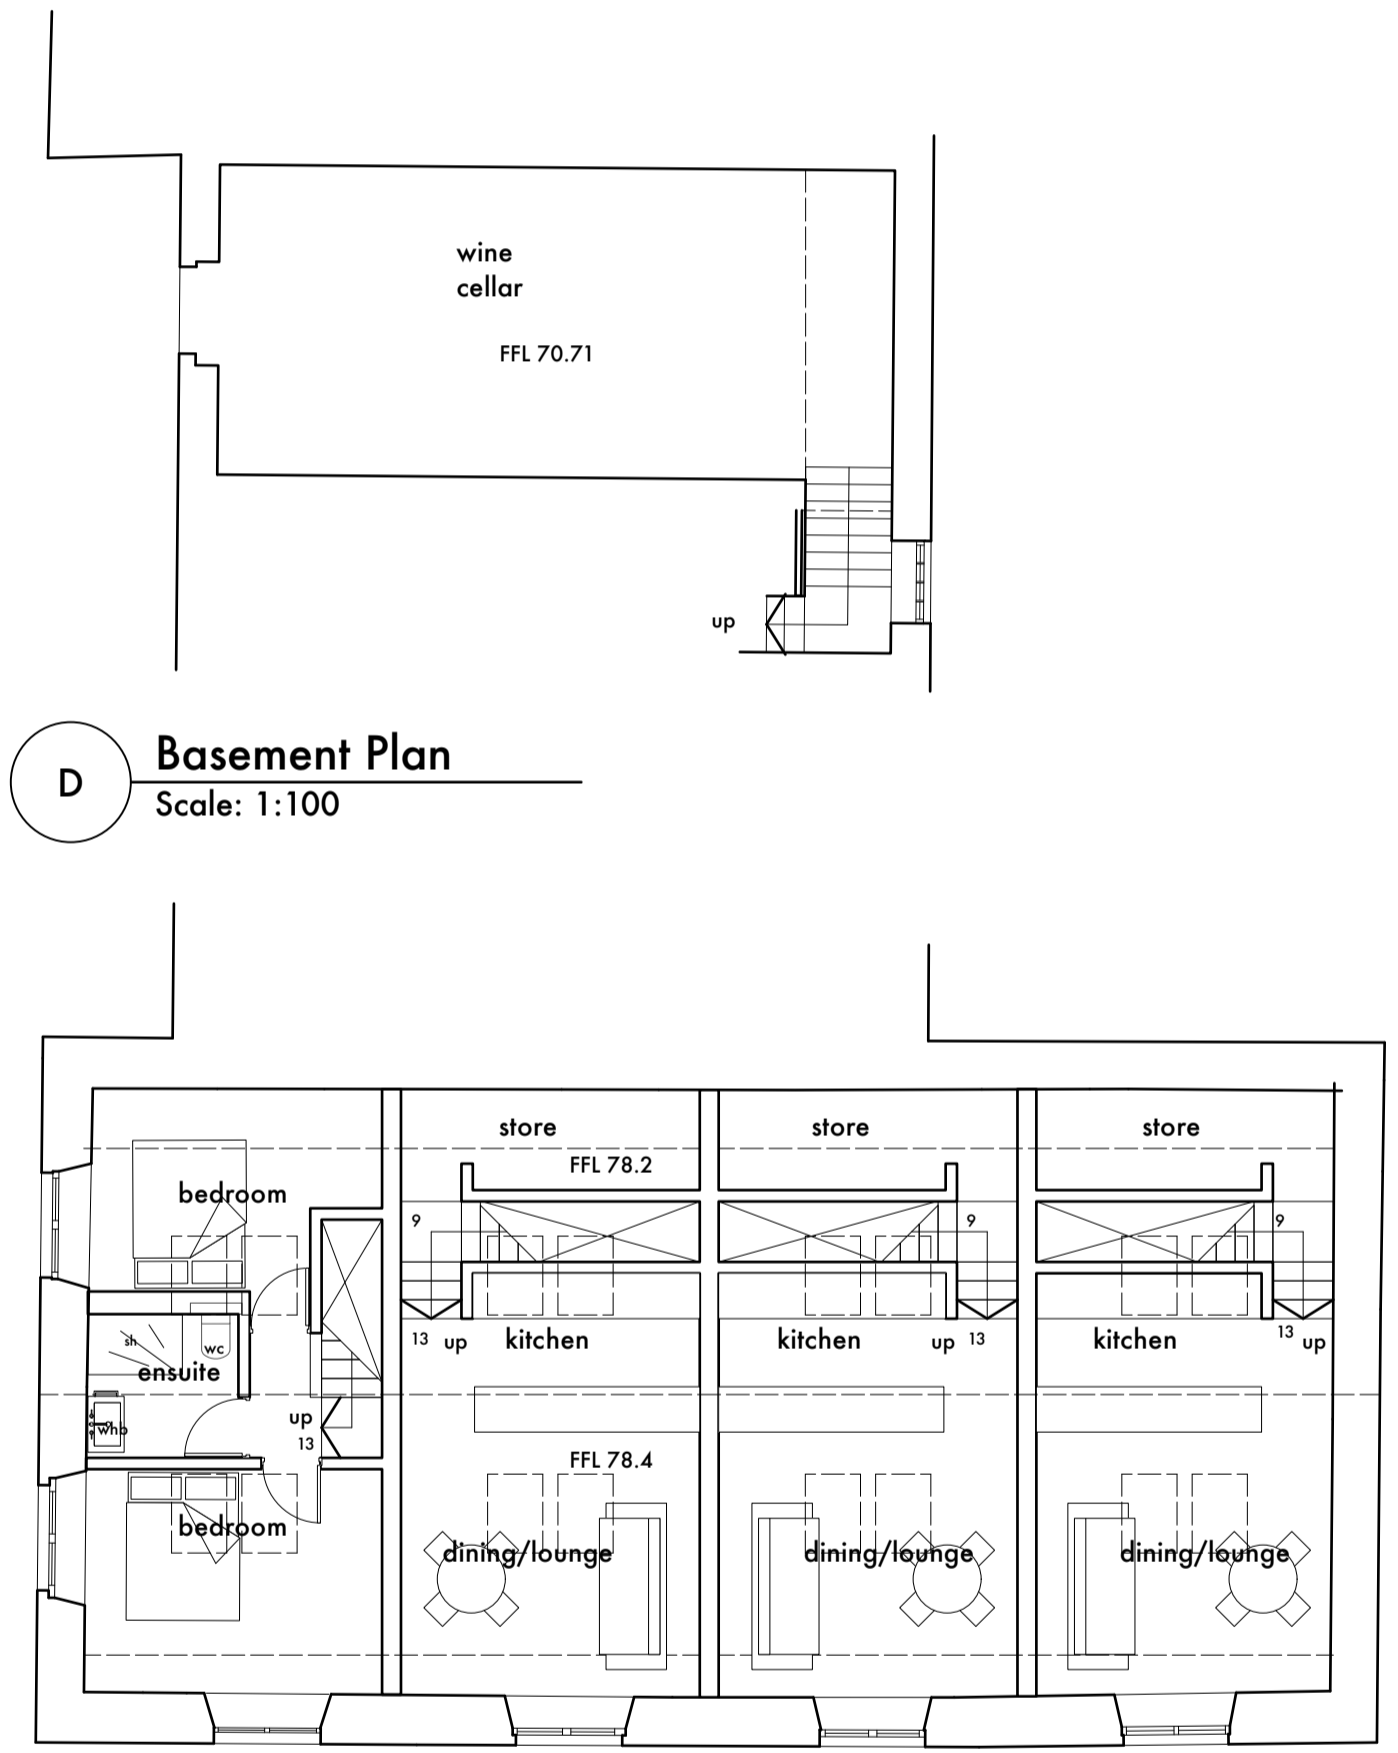 wine
cellar
FFL 70.71
up
D
Basement Plan
Scale: 1:100
store
store
store
FFL 78.2
bedroom
9
9
9
13
up
kitchen
kitchen
up
13
kitchen
13
up
sh
wc
ensuite
whb
up
13
FFL 78.4
bedroom
dining/lounge
dining/lounge
dining/lounge